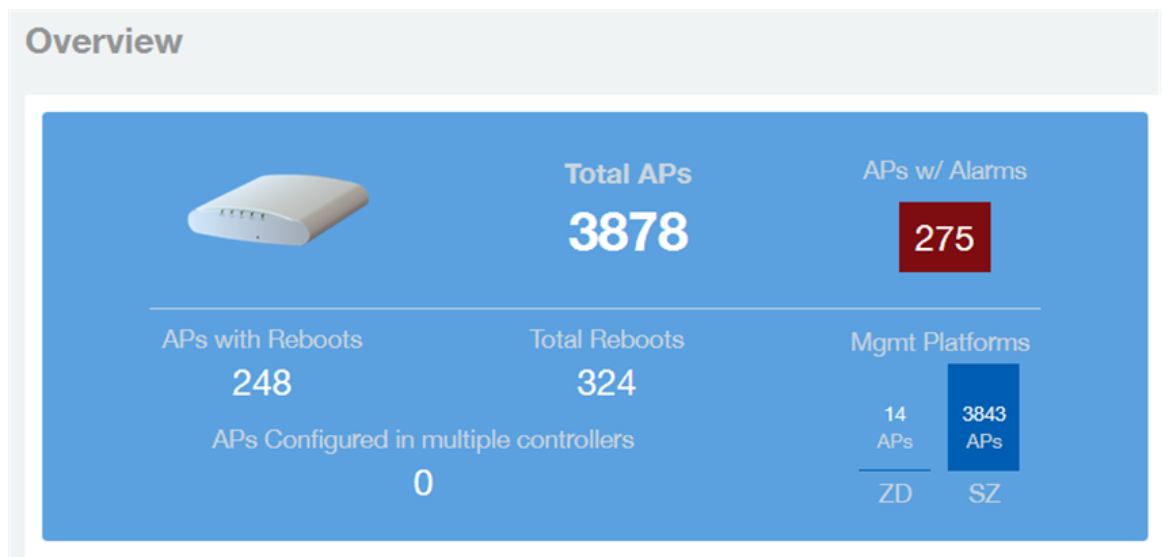 Overview
Total APs
3878
APs w/ Alarms
275
APs with Reboots
248
Total Reboots
324
APs Configured in multiple controllers
0
Mgmt Platforms
14
APs
ZD
3843
APs
SZ